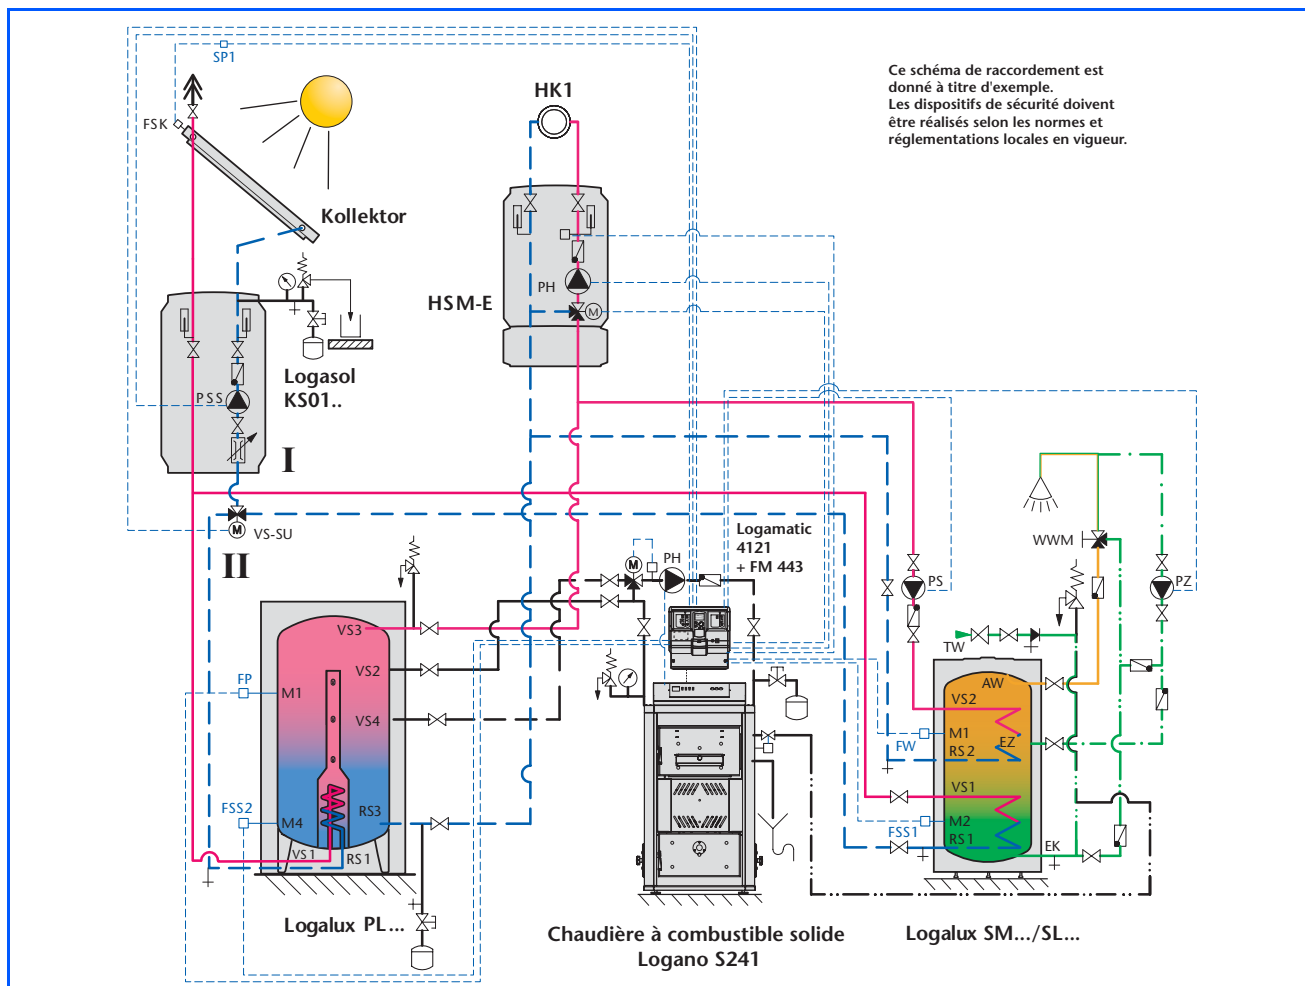 SP1
FSK
Kollektor
HK1
Ce schéma de raccordement est
donné à titre d'exemple.
Les dispositifs de sécurité doivent
être réalisés selon les normes et
réglementations locales en vigueur.
PH
M
HSM-E
Logasol
KS01..
PSS
I
M
VS-SU
II
Logamatic
4121
+ FM 443
M
PH
WWM
PS
PZ
TW
VS3
VS2
FP
M1
VS4
FSS2
M4
RS3
VS1
RS1
AW
VS2
M1
FW
EZ
RS2
VS1
M2
FSS1
RS1
EK
Logalux PL...
Chaudière à combustible solide
Logano S241
Logalux SM.../SL...